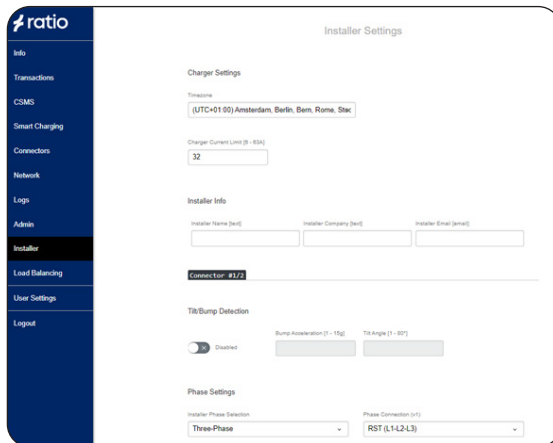 ratio
Installer Settings
Info
Transactions
CSMS
Smart Charging
Connectors
Network
Logs
Admin
Installer
Load Balancing
User Settings
Logout
Charger Settings
Timezone
(UTC+01:00) Amsterdam, Berlin, Bern, Rome, Stoc
Charger Current Limit [6 - 63A]
32
Installer Info
Installer Name [text] Installer Company [text] Installer Email [email]
Connector #1/2
Tilt/Bump Detection
Disabled
Bump Acceleration [1 - 15g] Tilt Angle [1 - 80°]
Phase Settings
Installer Phase Selection Phase Connection (v1)
Three-Phase RST (L1-L2-L3)